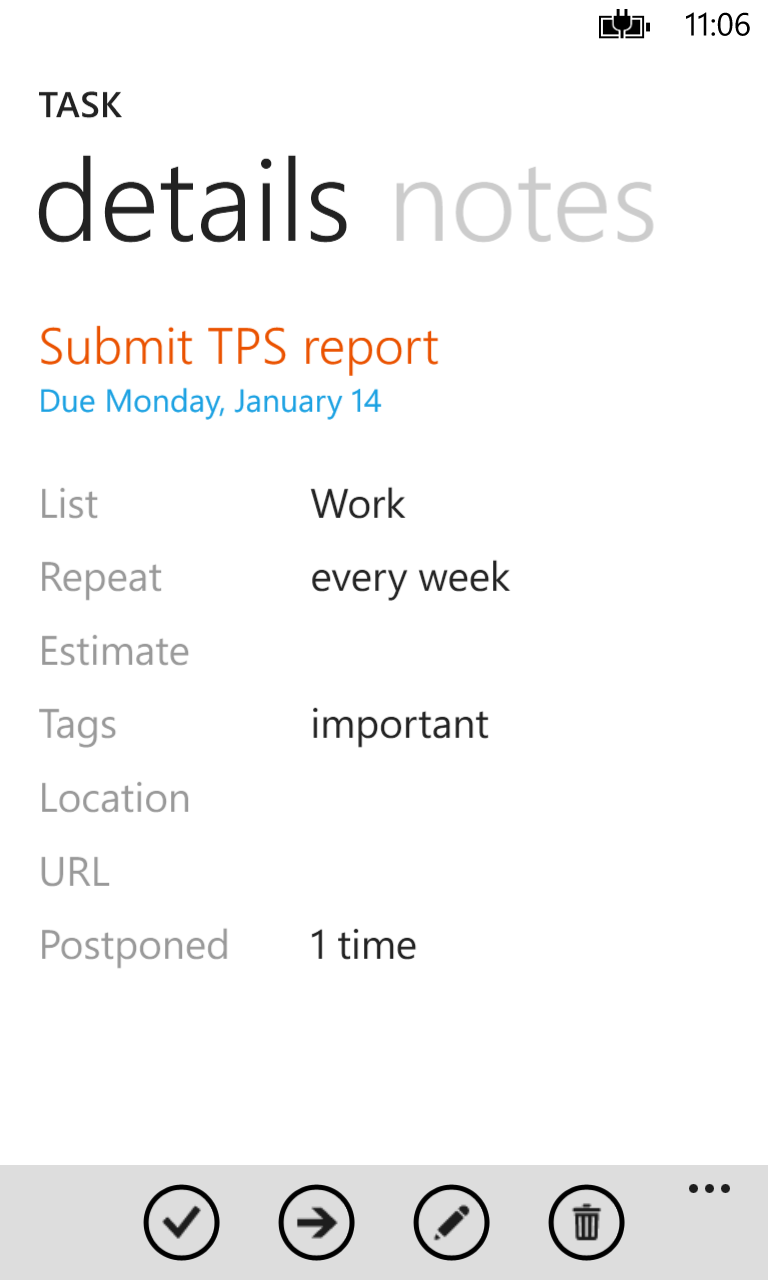 11:06
TASK
details notes
Submit TPS report
Due Monday, January 14
List Work
Repeat every week
Estimate
Tags important
Location
URL
Postponed 1 time